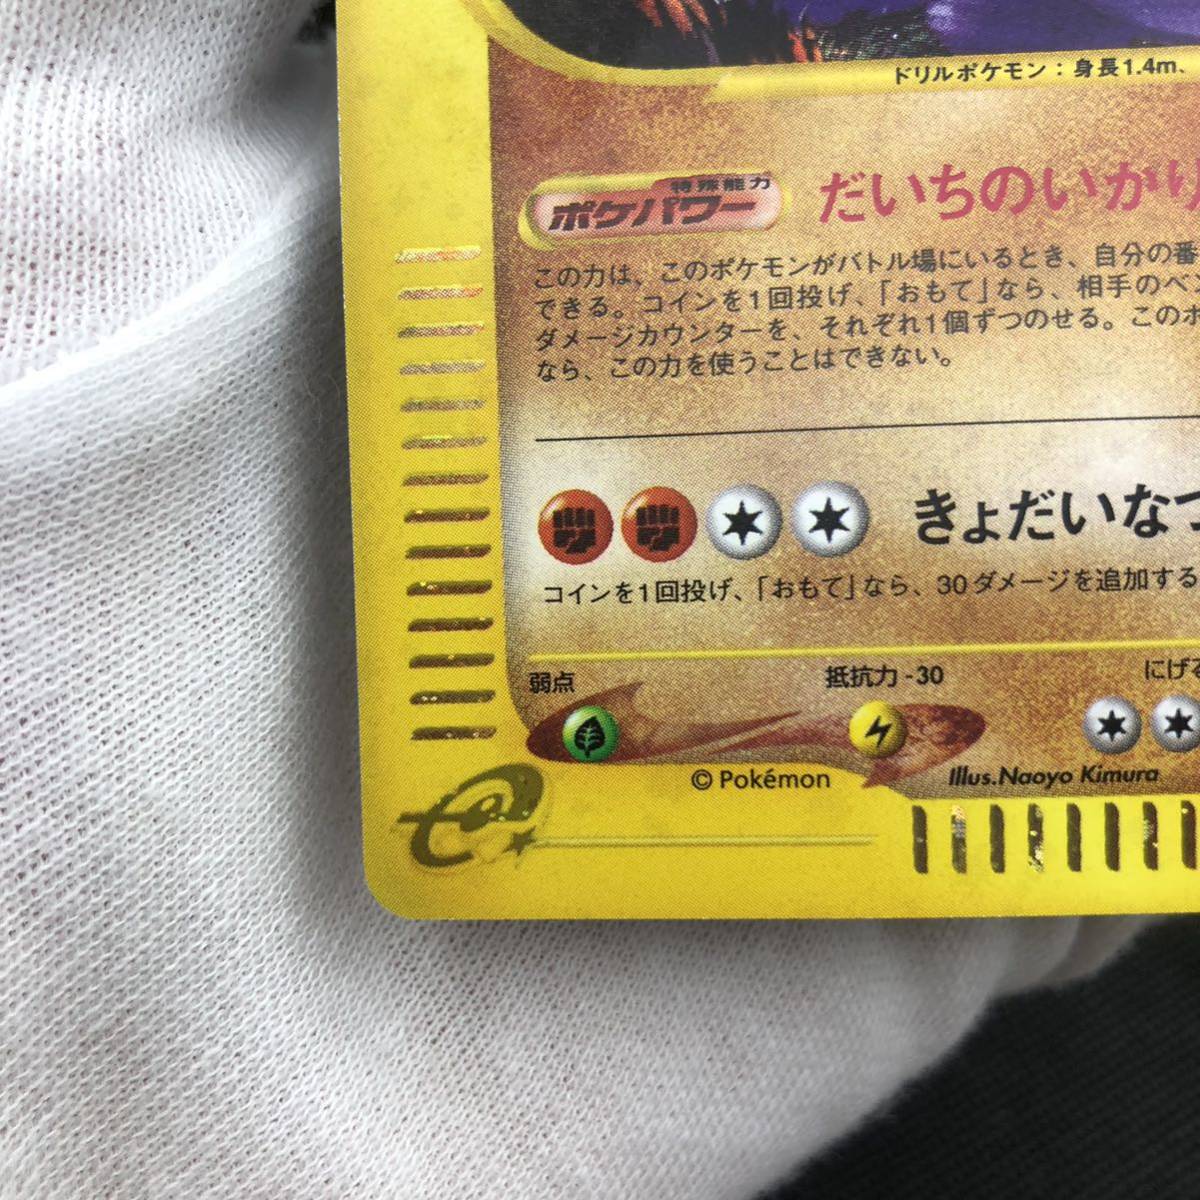 ドリルポケモン：身長1.4m、
特殊能力
ポケパワー
だいちのいかり
この力は、このポケモンがバトル場にいるとき、自分の番
できる。コインを1回投げ、「おもて」なら、相手のベ
ダメージカウンターを、それぞれ1個ずつのせる。このポ
なら、この力を使うことはできない。
きょだいなつ
コインを1回投げ、「おもて」なら、30ダメージを追加する
弱点 抵抗力 -30 にげる
© Pokémon Illus.Naoyo Kimura
e